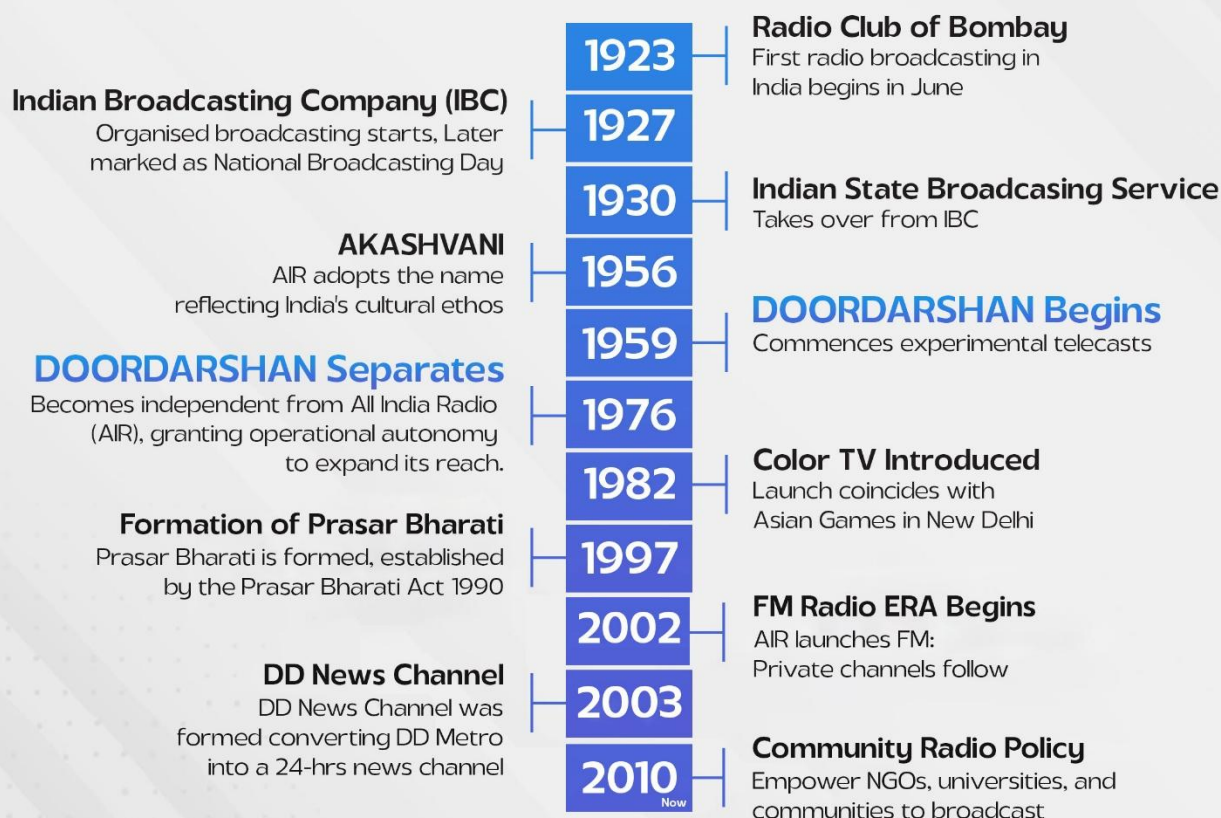 1923
Radio Club of Bombay
First radio broadcasting in
India begins in June
Indian Broadcasting Company (IBC)
Organised broadcasting starts, Later
marked as National Broadcasting Day
1927
1930
Indian State Broadcasing Service
Takes over from IBC
AKASHVANI
AIR adopts the name
reflecting India's cultural ethos
1956
1959
DOORDARSHAN Begins
Commences experimental telecasts
DOORDARSHAN Separates
Becomes independent from All India Radio
(AIR), granting operational autonomy
to expand its reach.
1976
1982
Color TV Introduced
Launch coincides with
Asian Games in New Delhi
Formation of Prasar Bharati
Prasar Bharati is formed, established
by the Prasar Bharati Act 1990
1997
2002
FM Radio ERA Begins
AIR launches FM:
Private channels follow
DD News Channel
DD News Channel was
formed converting DD Metro
into a 24-hrs news channel
2003
2010
Now
Community Radio Policy
Empower NGOs, universities, and
communities to broadcast